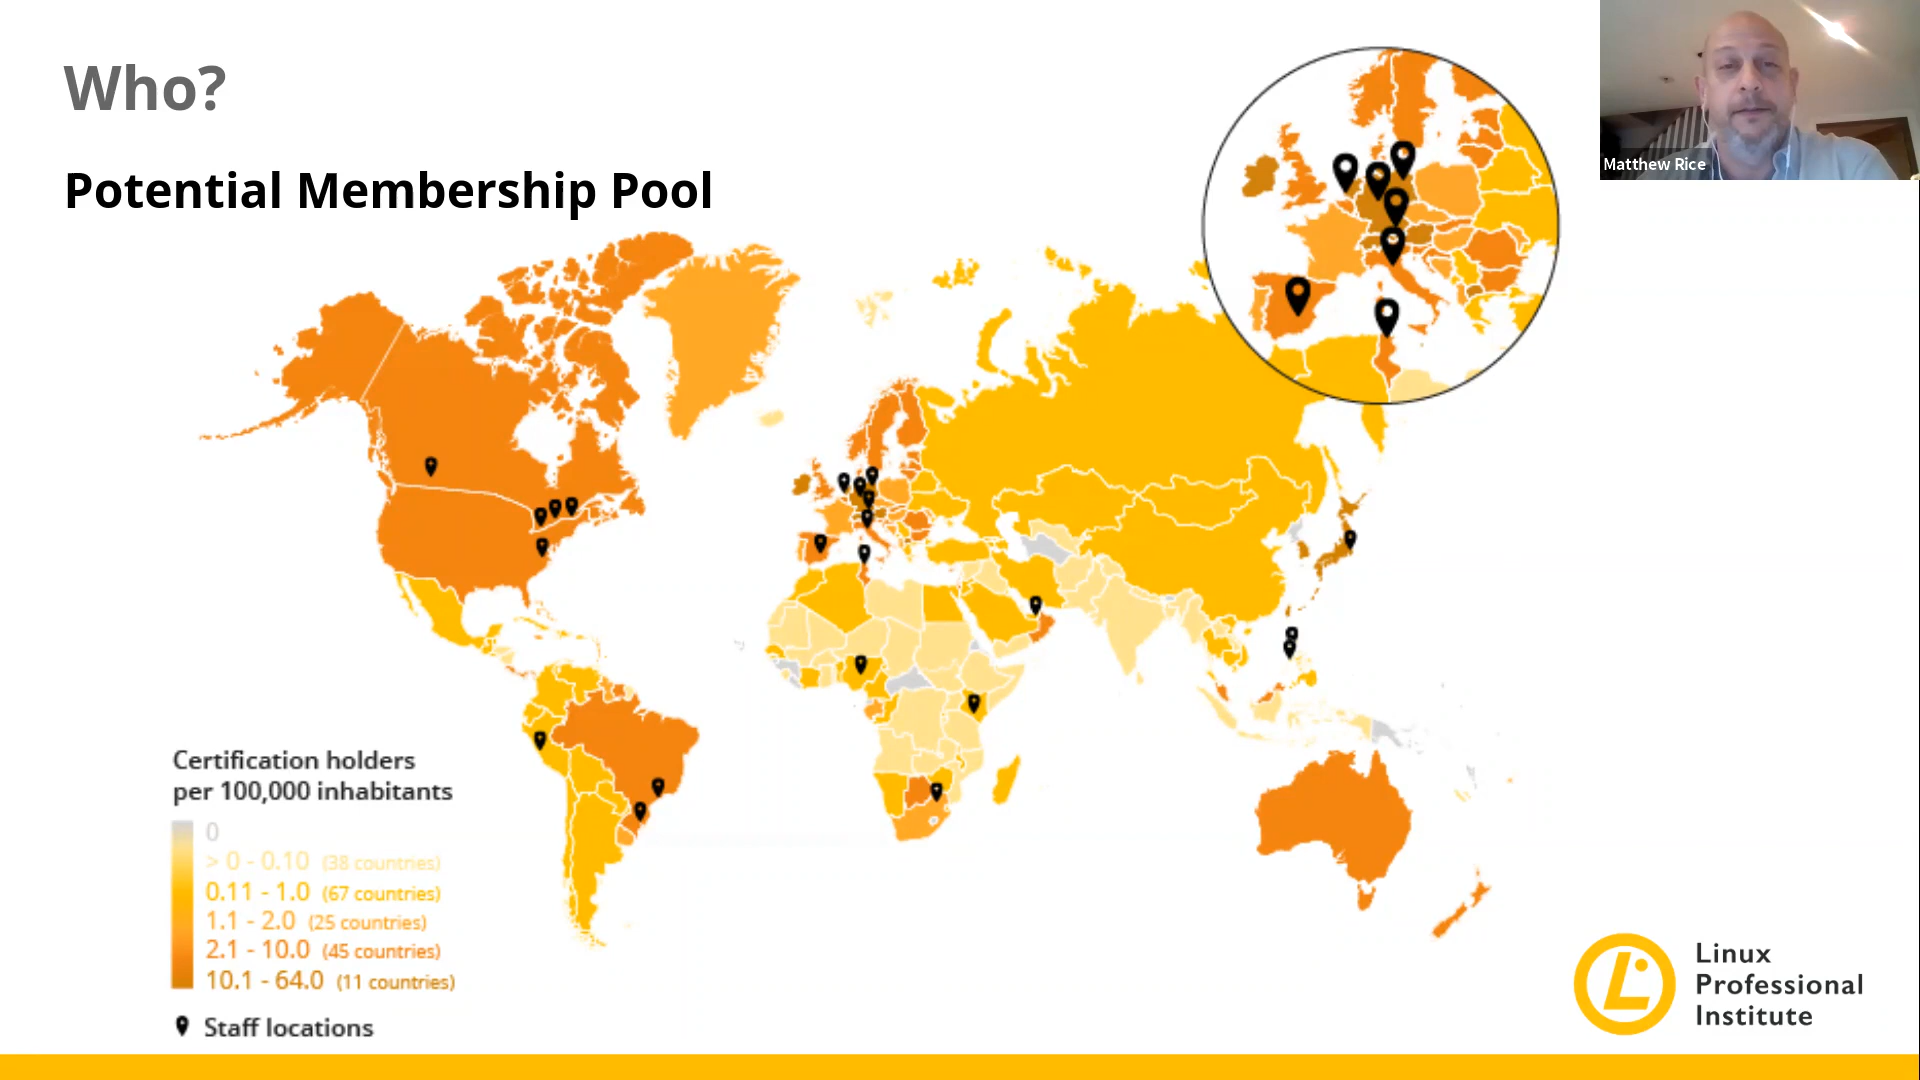 Who?
Potential Membership Pool
Matthew Rice
Certification holders
per 100,000 inhabitants
0
> 0 - 0.10 (38 countries)
0.11 - 1.0 (67 countries)
1.1 - 2.0 (25 countries)
2.1 - 10.0 (45 countries)
10.1 - 64.0 (11 countries)
Staff locations
Linux
Professional
Institute